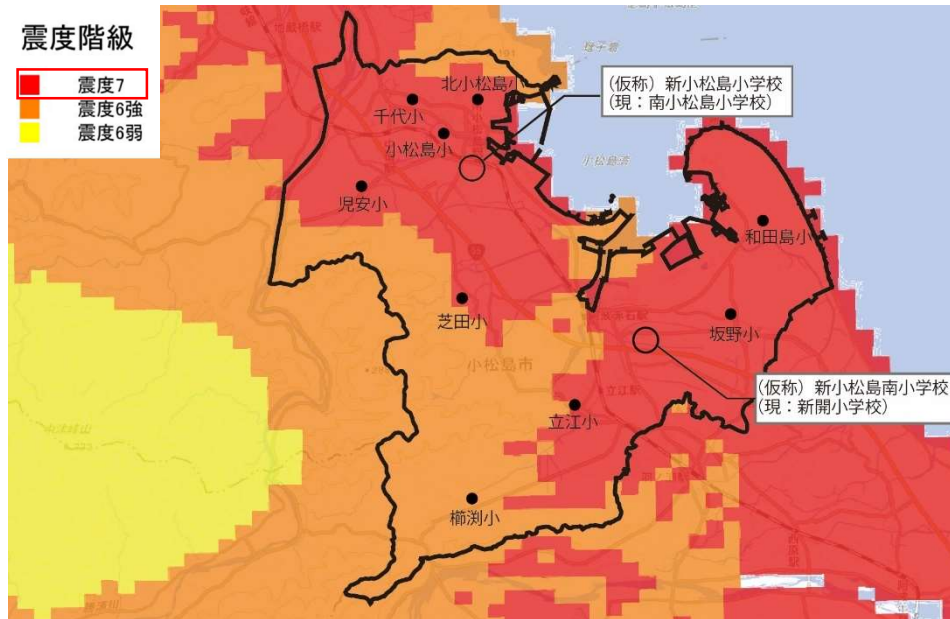 震度階級
震度7
震度6強
震度6弱
北小松島小
(仮称)新小松島小学校
(現:南小松島小学校)
千代小
小松島小
児安小
和田島小
芝田小
坂野小
小松島市
(仮称)新小松島南小学校
(現:新開小学校)
立江駅
立江小
櫛渕小